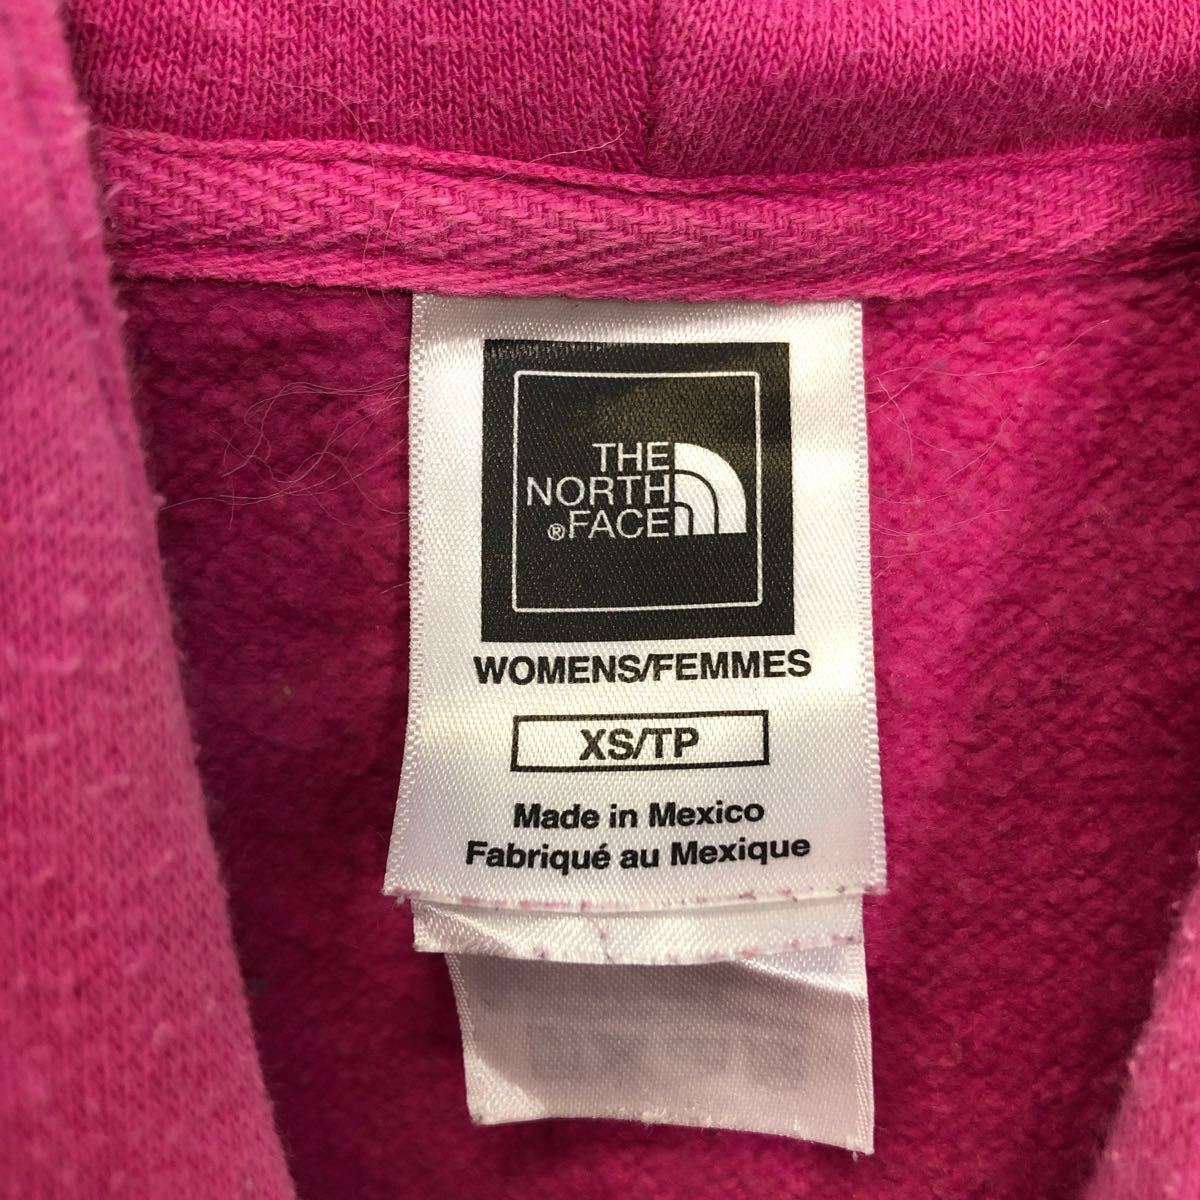 THE
NORTH
®FACE
WOMENS/FEMMES
XS/TP
Made in Mexico
Fabriqué au Mexique